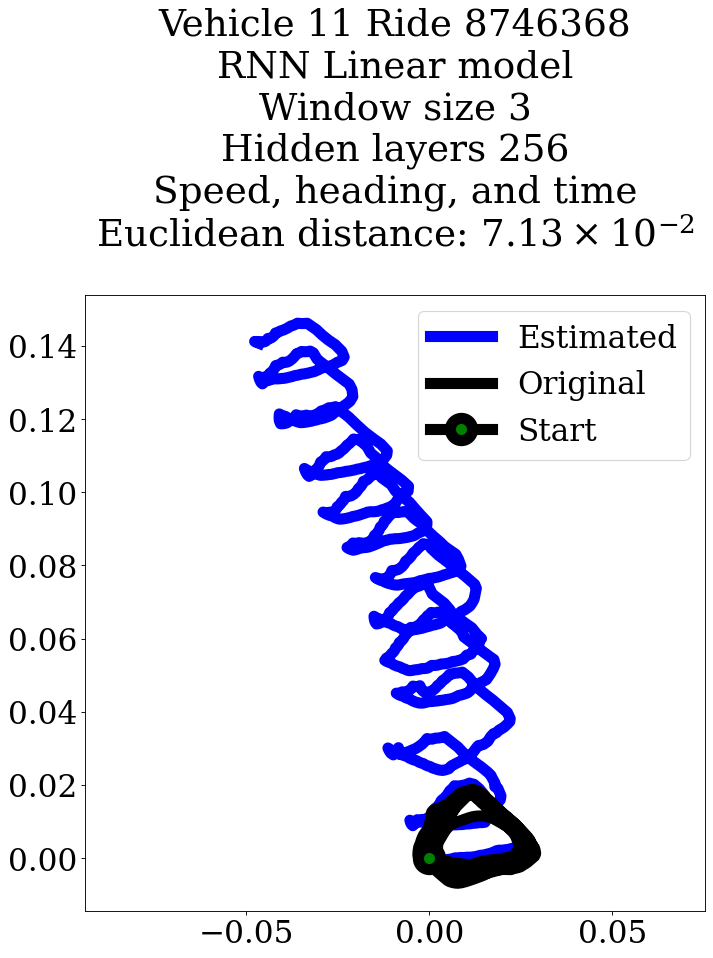 Vehicle 11 Ride 8746368
RNN Linear model
Window size 3
Hidden layers 256
Speed, heading, and time
Euclidean distance: 7.13 × 10⁻²
Estimated
Original
Start
0.14
0.12
0.10
0.08
0.06
0.04
0.02
0.00
−0.05 0.00 0.05